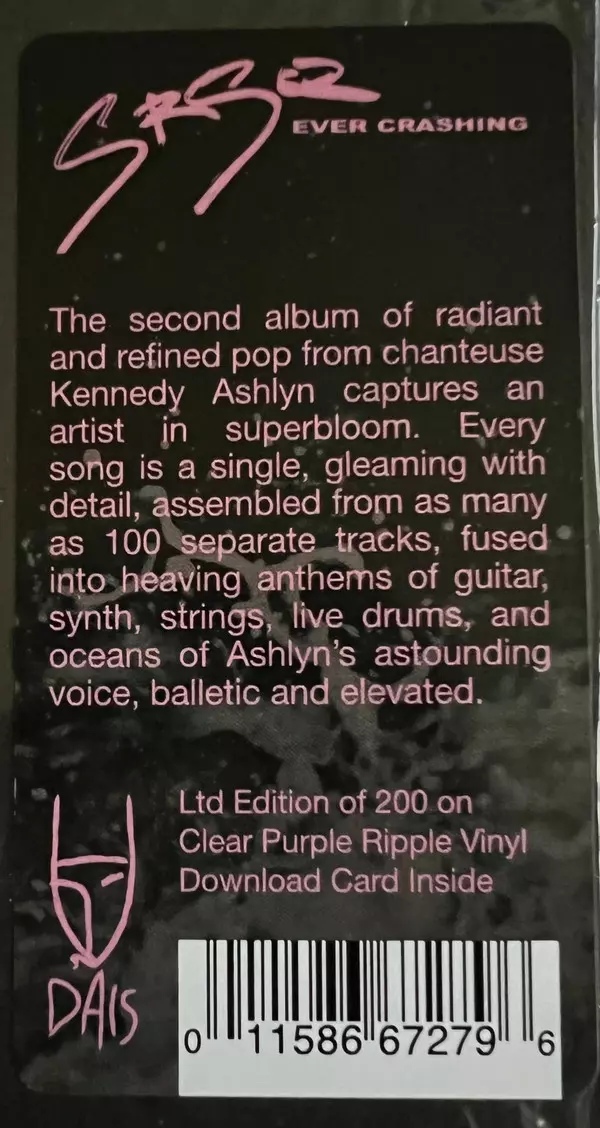 SRSQ
EVER CRASHING
The second album of radiant
and refined pop from chanteuse
Kennedy Ashlyn captures an
artist in superbloom. Every
song is a single, gleaming with
detail, assembled from as many
as 100 separate tracks, fused
into heaving anthems of guitar,
synth, strings, live drums, and
oceans of Ashlyn's astounding
voice, balletic and elevated.
Ltd Edition of 200 on
Clear Purple Ripple Vinyl
Download Card Inside
DAIS
0 11586 67279 6